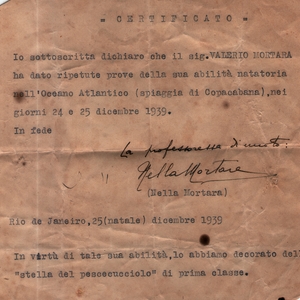 = CERTIFICATO =
Io sottoscritta dichiaro che il sig.VALERIO MORTARA
ha dato ripetute prove della sua abilità natatoria
nell'Oceano Atlantico (spiaggia di Copacabana),nei
giorni 24 e 25 dicembre 1939.
In fede
La professoressa di nuoto:
Nella Mortara
(Nella Mortara)
Rio de Janeiro,25(natale) dicembre 1939
In virtù di tale sua abilità,lo abbiamo decorato della
"stella del pescecucciolo" di prima classe.